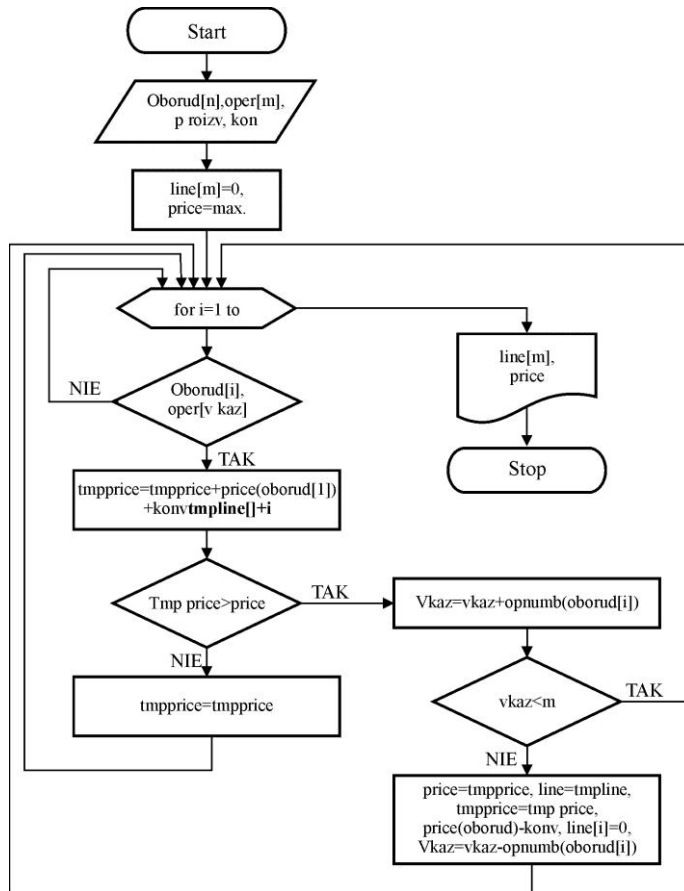 Start
Oborud[n],oper[m],
p roizv, kon
line[m]=0,
price=max.
for i=1 to
line[m],
price
NIE
Oborud[i],
oper[v kaz]
Stop
TAK
tmpprice=tmpprice+price(oborud[1])
+konvtmpline[]+i
Tmp price>price
TAK
Vkaz=vkaz+opnumb(oborud[i])
NIE
tmpprice=tmpprice
vkaz<m
TAK
NIE
price=tmpprice, line=tmpline,
tmpprice=tmp price,
price(oborud)-konv, line[i]=0,
Vkaz=vkaz-opnumb(oborud[i])